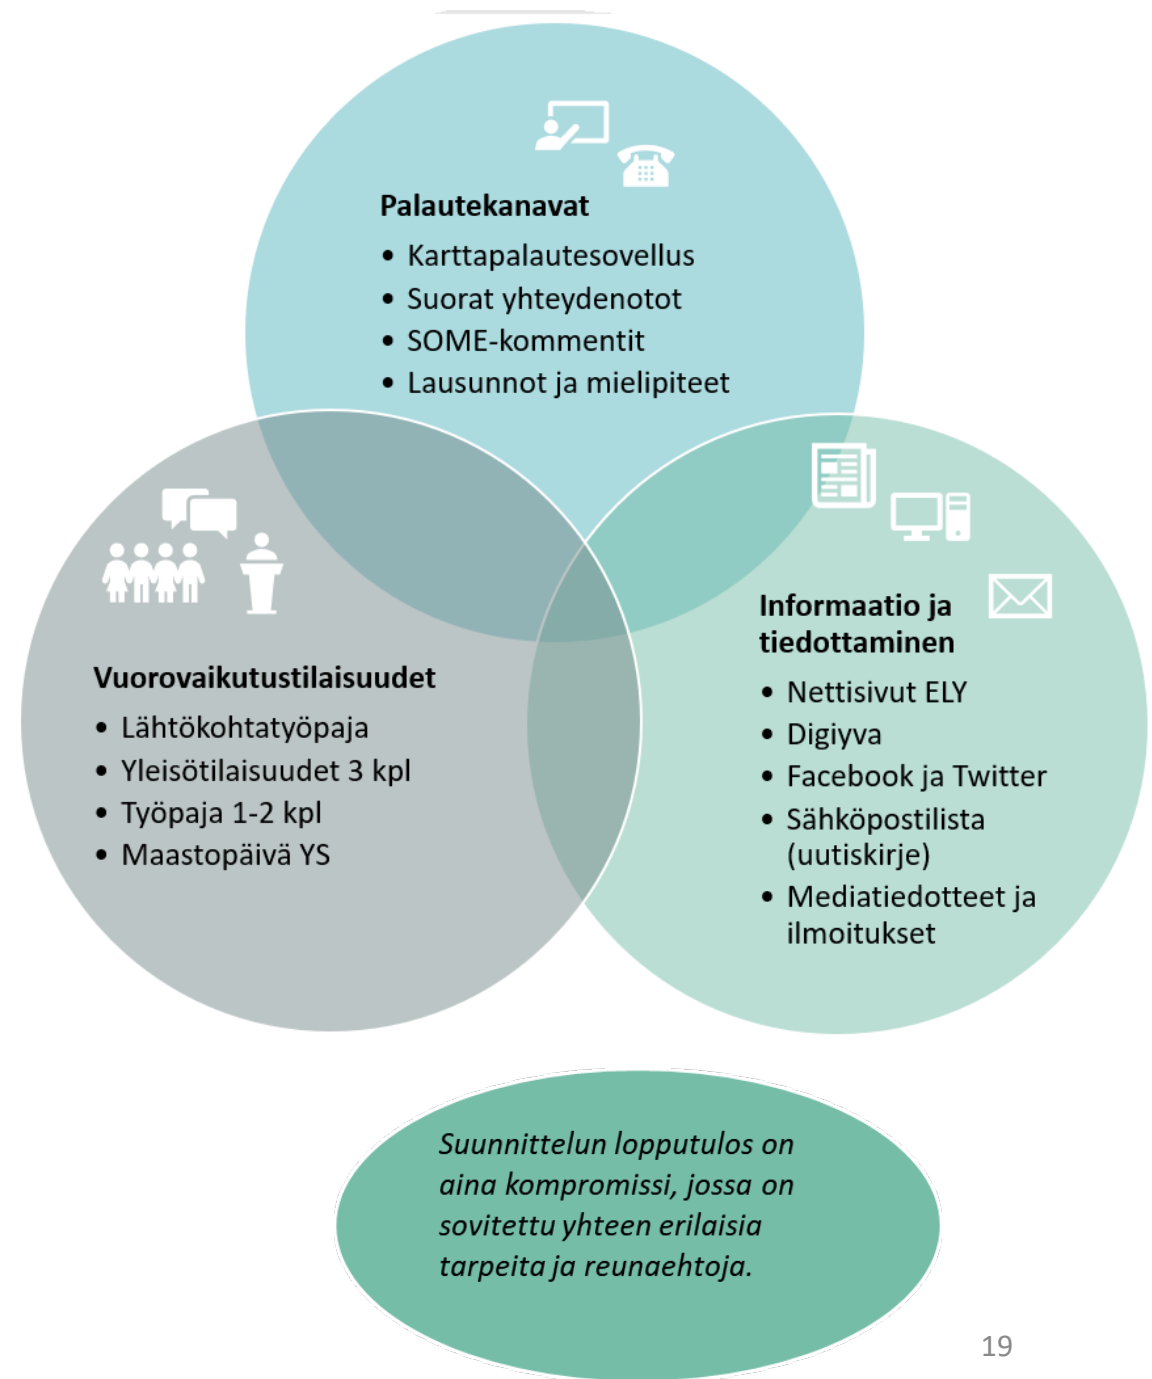 Palautekanavat
• Karttapalautesovellus
• Suorat yhteydenotot
• SOME-kommentit
• Lausunnot ja mielipiteet
Vuorovaikutustilaisuudet
• Lähtökohtatyöpaja
• Yleisötilaisuudet 3 kpl
• Työpaja 1-2 kpl
• Maastopäivä YS
Informaatio ja
tiedottaminen
• Nettisivut ELY
• Digiyva
• Facebook ja Twitter
• Sähköpostilista
(uutiskirje)
• Mediatiedotteet ja
ilmoitukset
Suunnittelun lopputulos on
aina kompromissi, jossa on
sovitettu yhteen erilaisia
tarpeita ja reunaehtoja.
19